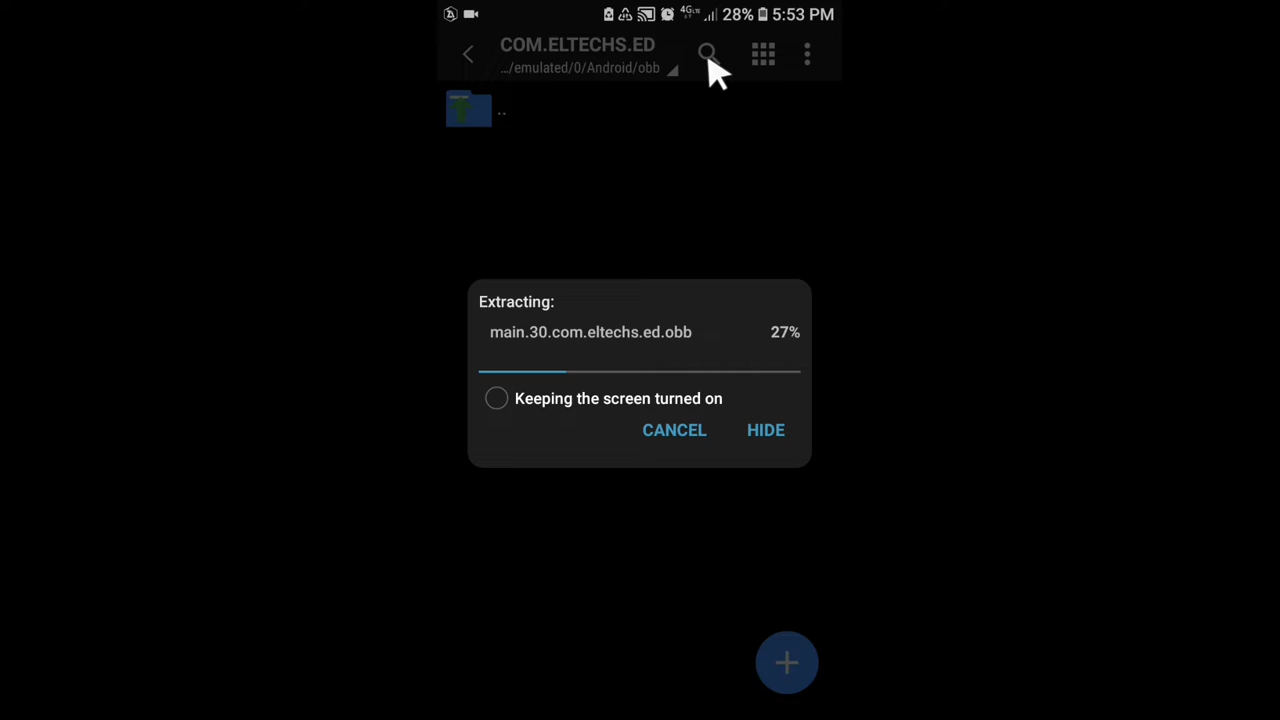 28% 5:53 PM
COM.ELTECHS.ED
.../emulated/0/Android/obb
..
Extracting:
main.30.com.eltechs.ed.obb 27%
Keeping the screen turned on
CANCEL HIDE